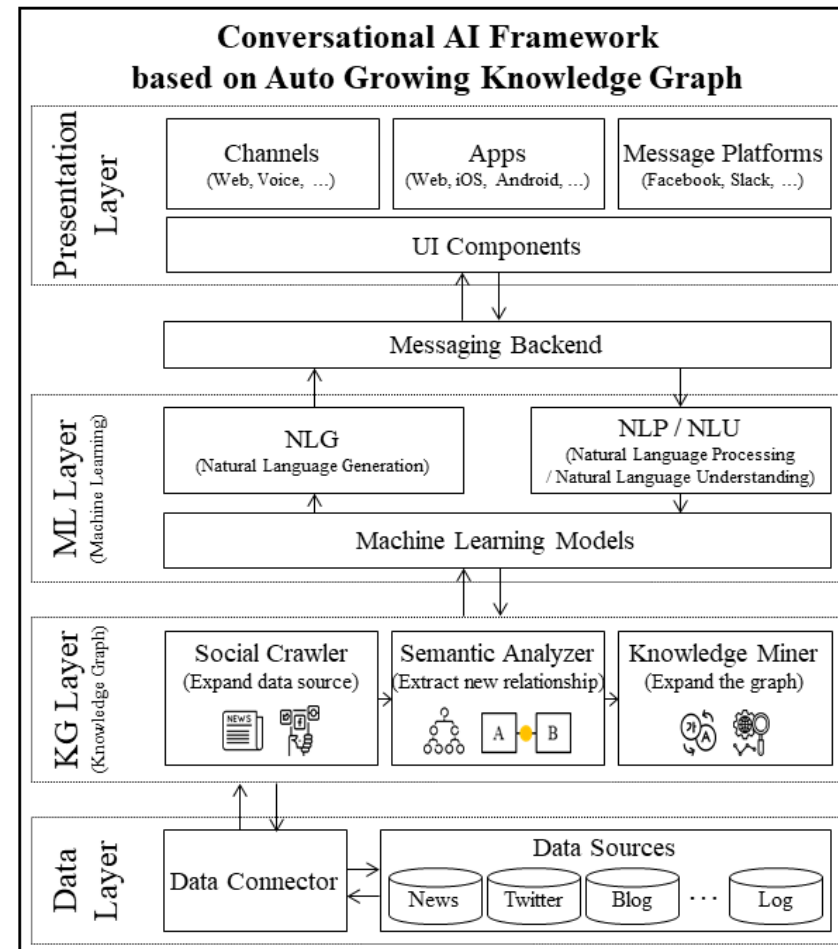 Conversational AI Framework
based on Auto Growing Knowledge Graph
Presentation
Layer
Channels
(Web, Voice, …)
Apps
(Web, iOS, Android, …)
Message Platforms
(Facebook, Slack, …)
UI Components
Messaging Backend
ML Layer
(Machine Learning)
NLG
(Natural Language Generation)
NLP / NLU
(Natural Language Processing
/ Natural Language Understanding)
Machine Learning Models
KG Layer
(Knowledge Graph)
Social Crawler
(Expand data source)
NEWS
f
Semantic Analyzer
(Extract new relationship)
A
B
Knowledge Miner
(Expand the graph)
가
A
Data
Layer
Data Connector
Data Sources
News
Twitter
Blog
…
Log